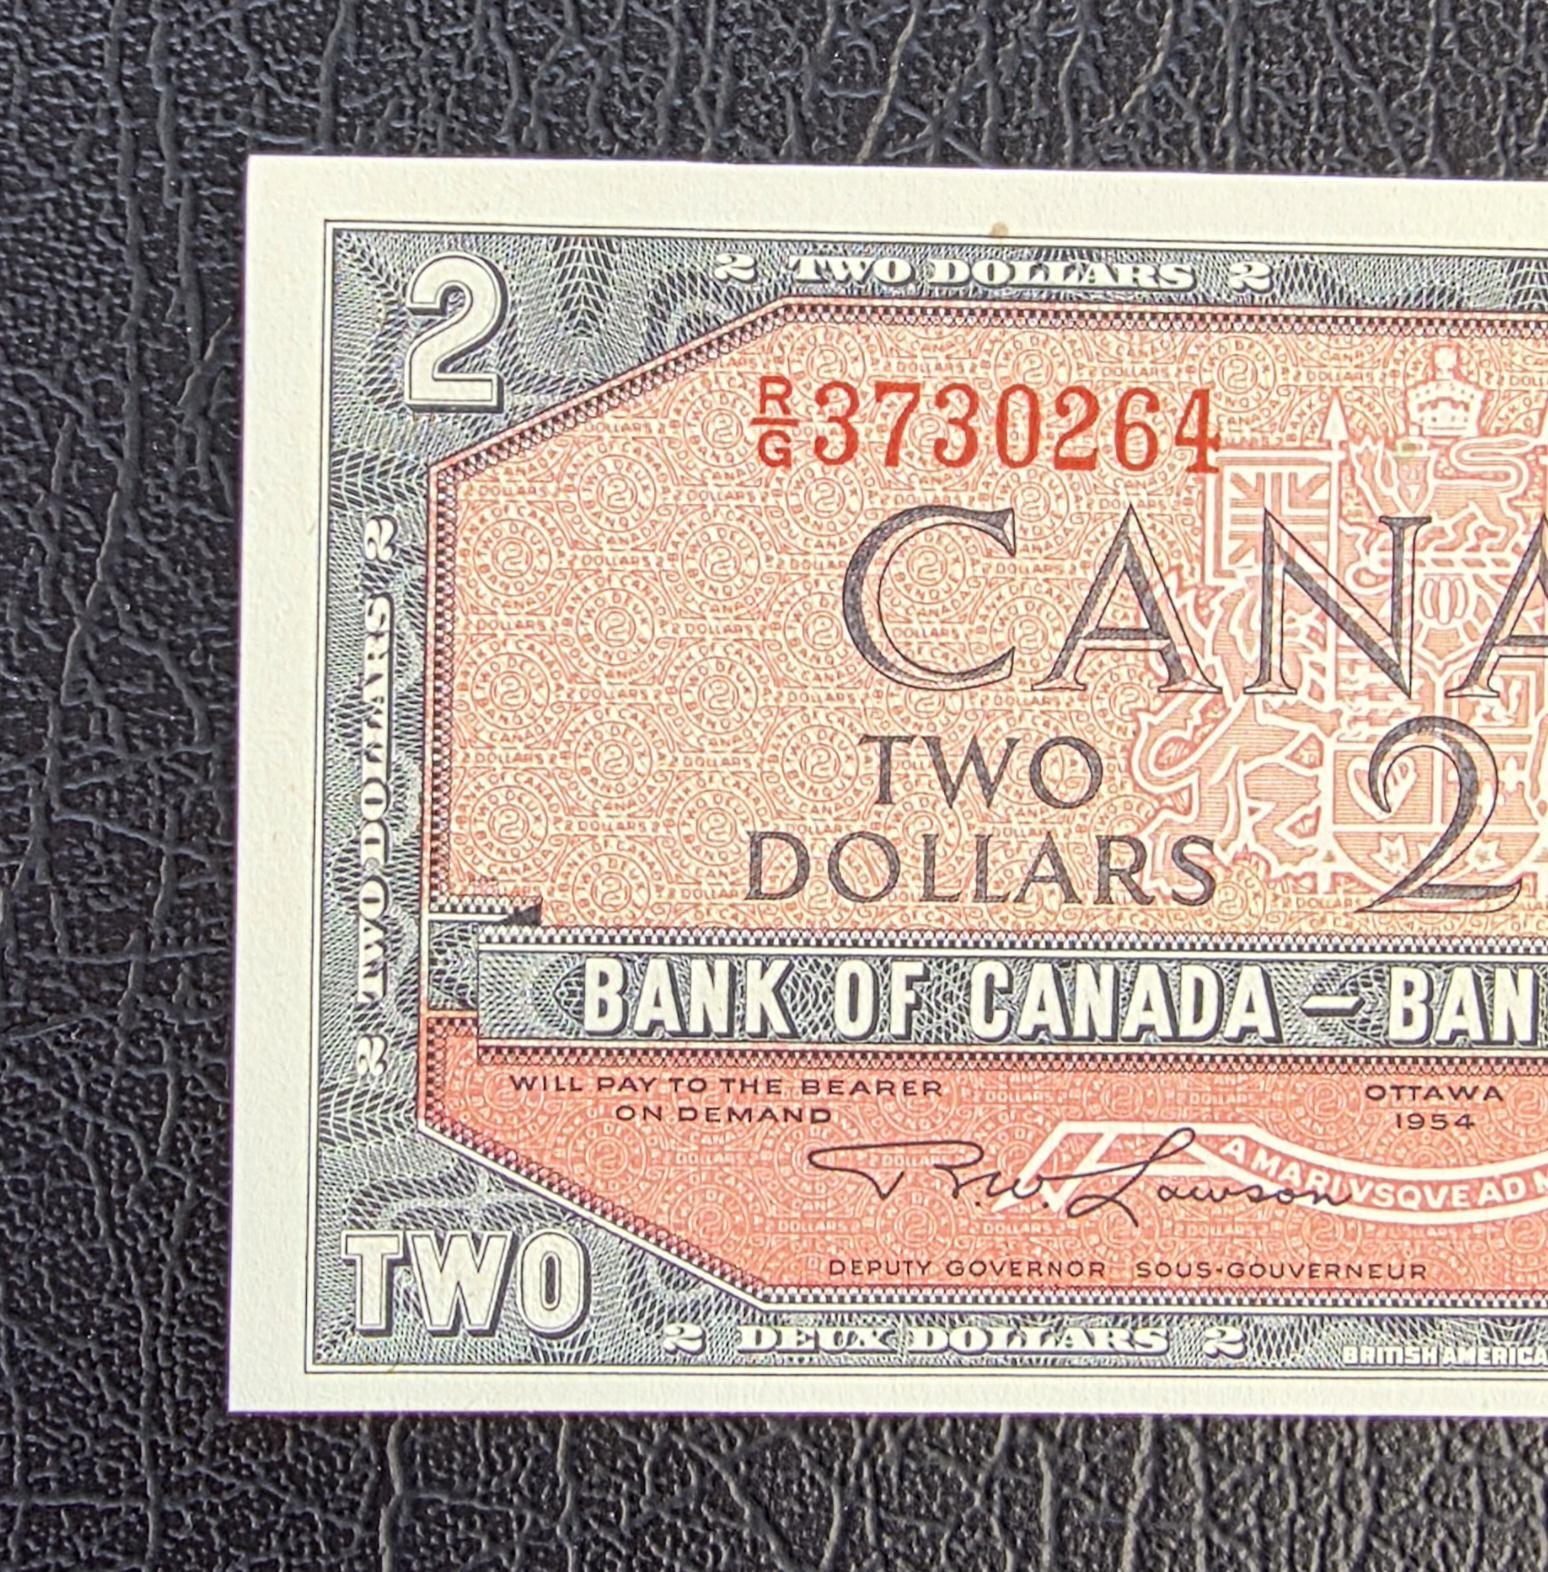 2
2 TWO DOLLARS 2
R/G 3730264
CANA
TWO
DOLLARS
2
2 TWO DOLLARS 2
BANK OF CANADA – BAN
WILL PAY TO THE BEARER
ON DEMAND
OTTAWA
1954
R.W. Lawson
A MARI VSQVE AD M
DEPUTY GOVERNOR SOUS-GOUVERNEUR
TWO
2 DEUX DOLLARS 2
BRITISH AMERICA